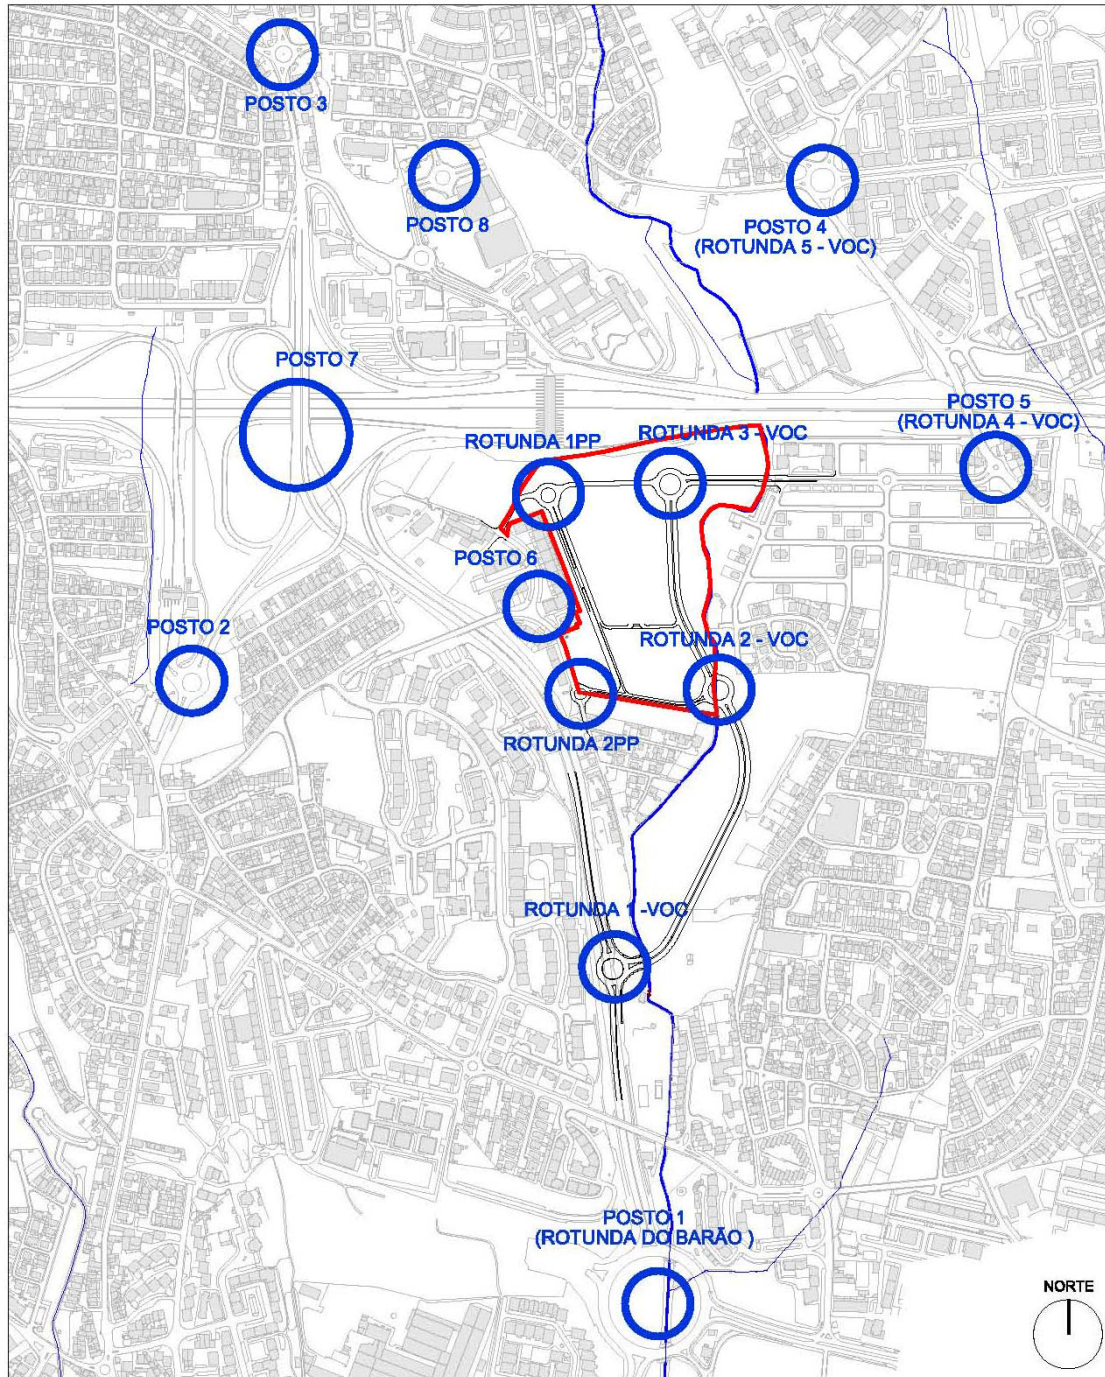 POSTO 3
POSTO 8
POSTO 4
(ROTUNDA 5 - VOC)
POSTO 7
POSTO 5
(ROTUNDA 4 - VOC)
ROTUNDA 1PP
ROTUNDA 3 - VOC
POSTO 6
POSTO 2
ROTUNDA 2 - VOC
ROTUNDA 2PP
ROTUNDA 1 -VOC
POSTO 1
(ROTUNDA DO BARÃO )
NORTE